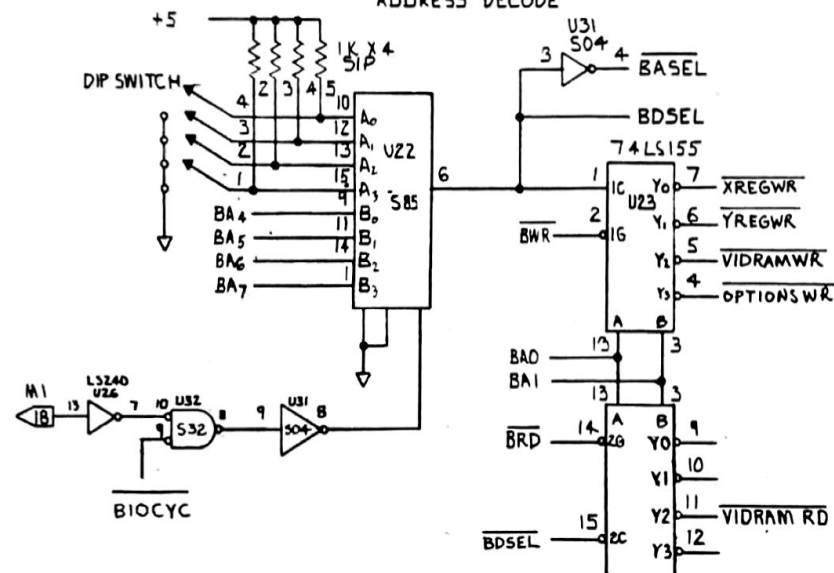 ADDRESS DECODE
+5
1K X 4
SIP
2 3 4 5
DIP SWITCH
4 10 A0
3 12 A1
2 13 A2
1 15 A3
U22
S85
6
BA4 9 B0
BA5 11 B1
BA6 14 B2
BA7 1 B3
U31
S04
3 4 BASEL
BDSEL
74LS155
U23
1 1C Y0 7 XREGWR
BWR 2 1G Y1 6 YREGWR
Y2 5 VIDRAMWR
Y3 4 OPTIONSWR
A B
BA0 13 3
BA1
13 3
A B
BRD 14 2G Y0 9
Y1 10
Y2 11 VIDRAM RD
BDSEL 15 2C Y3 12
M1
18
13
LS240
U26
7
10
9
U32
S32
8
9
U31
S04
8
BIOCYC